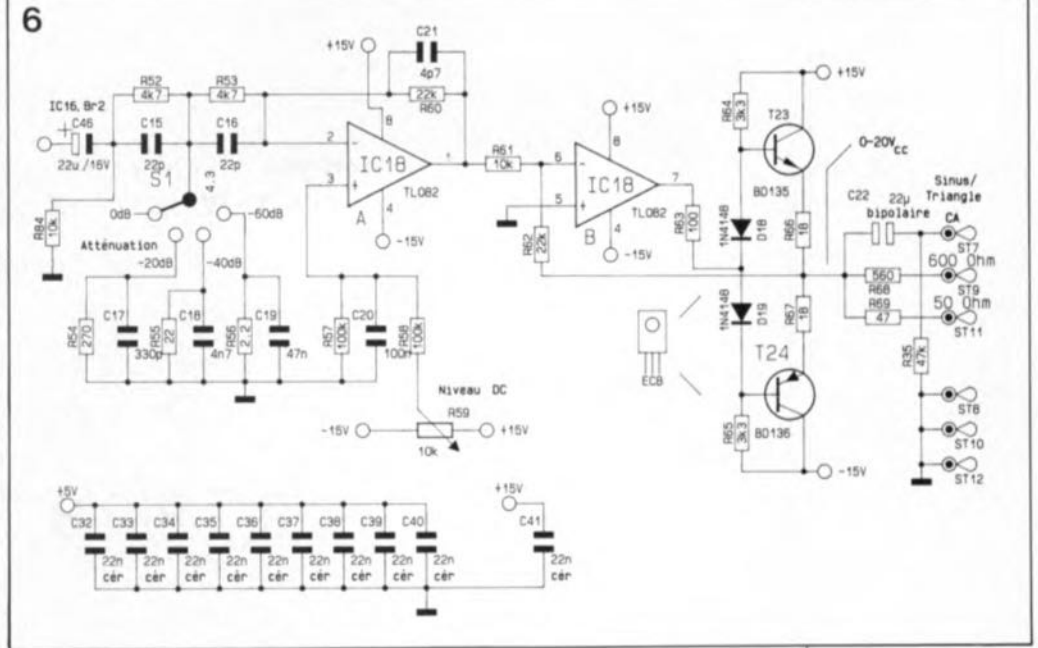 6
IC16, Br2
+
C46
22u/16V
R52
4k7
R53
4k7
C15
22p
C16
22p
S1
4.3
R84
10k
0dB
-60dB
-20dB
-40dB
Atténuation
R54
270
C17
330p
R55
22
C18
4n7
R56
2,2
C19
47n
+15V
C21
4p7
22k
R60
2
3
8
1
4
IC18
TL082
A
-15V
R57
100k
C20
100n
R58
100k
Niveau DC
-15V
R59
+15V
10k
R61
10k
R62
22k
+15V
8
6
5
7
4
IC18
TL082
B
-15V
R63
100
R64
3k3
+15V
T23
BD135
1N4148
D18
R66
18
1N4148
D19
R67
18
ECB
T24
BD136
R65
3k3
-15V
0-20Vcc
C22
22µ
bipolaire
Sinus/
Triangle
CA
ST7
600 Ohm
560
R68
ST9
50 Ohm
R69
47
ST11
R35
47k
ST8
ST10
ST12
+5V
C32
C33
C34
C35
C36
C37
C38
C39
C40
22n
22n
22n
22n
22n
22n
22n
22n
22n
cér
cér
cér
cér
cér
cér
cér
cér
cér
+15V
C41
22n
cér